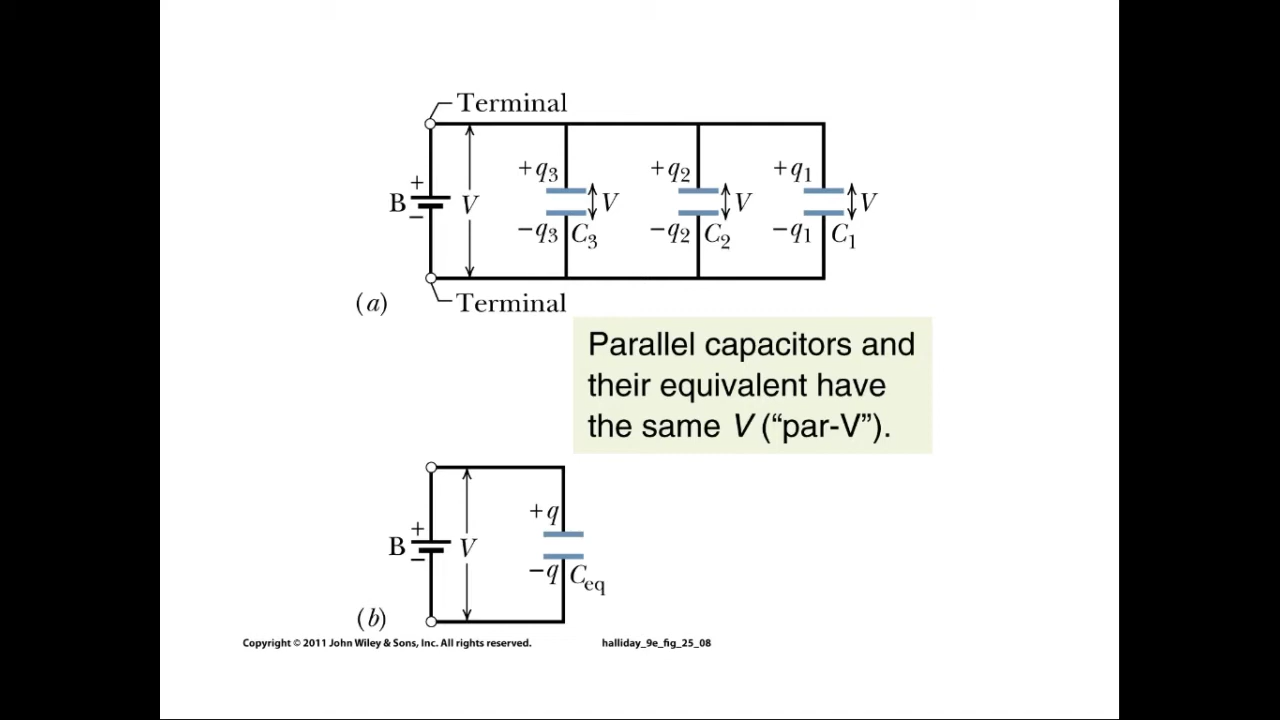 Terminal
+q3 +q2 +q1
+
B V V V V
−
−q3 C3 −q2 C2 −q1 C1
(a) Terminal
Parallel capacitors and
their equivalent have
the same V (“par-V”).
+q
+
B V
−
−q Ceq
(b)
Copyright © 2011 John Wiley & Sons, Inc. All rights reserved. halliday_9e_fig_25_08